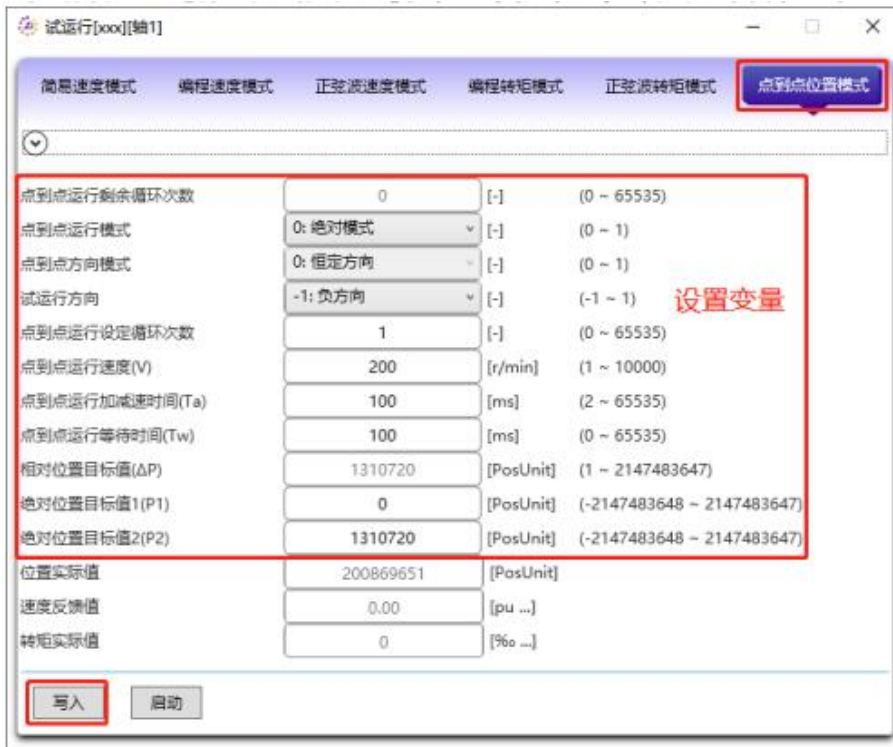 试运行[xxx][轴1]
简易速度模式 编程速度模式 正弦波速度模式 编程转矩模式 正弦波转矩模式 点到点位置模式
点到点运行剩余循环次数 0 [-] (0 ~ 65535)
点到点运行模式 0: 绝对模式 [-] (0 ~ 1)
点到点方向模式 0: 恒定方向 [-] (0 ~ 1)
试运行方向 -1: 负方向 [-] (-1 ~ 1) 设置变量
点到点运行设定循环次数 1 [-] (0 ~ 65535)
点到点运行速度(V) 200 [r/min] (1 ~ 10000)
点到点运行加减速时间(Ta) 100 [ms] (2 ~ 65535)
点到点运行等待时间(Tw) 100 [ms] (0 ~ 65535)
相对位置目标值(ΔP) 1310720 [PosUnit] (1 ~ 2147483647)
绝对位置目标值1(P1) 0 [PosUnit] (-2147483648 ~ 2147483647)
绝对位置目标值2(P2) 1310720 [PosUnit] (-2147483648 ~ 2147483647)
位置实际值 200869651 [PosUnit]
速度反馈值 0.00 [pu ...]
转矩实际值 0 [‰ ...]
写入 启动